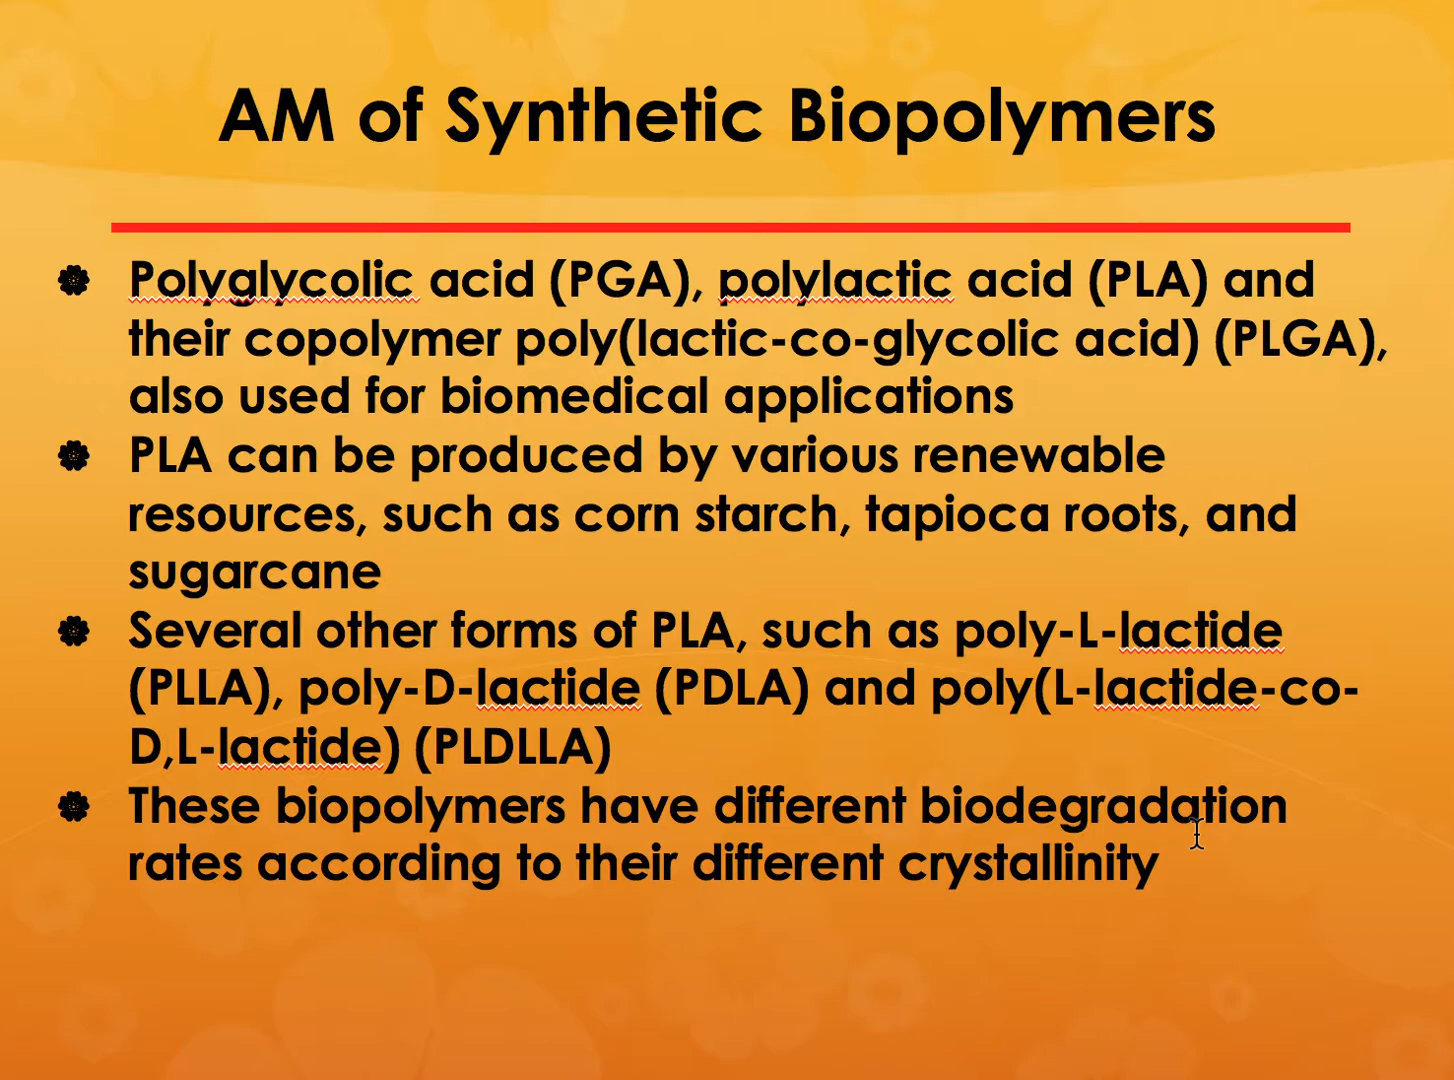 AM of Synthetic Biopolymers
Polyglycolic acid (PGA), polylactic acid (PLA) and
their copolymer poly(lactic-co-glycolic acid) (PLGA),
also used for biomedical applications
PLA can be produced by various renewable
resources, such as corn starch, tapioca roots, and
sugarcane
Several other forms of PLA, such as poly-L-lactide
(PLLA), poly-D-lactide (PDLA) and poly(L-lactide-co-
D,L-lactide) (PLDLLA)
These biopolymers have different biodegradation
rates according to their different crystallinity